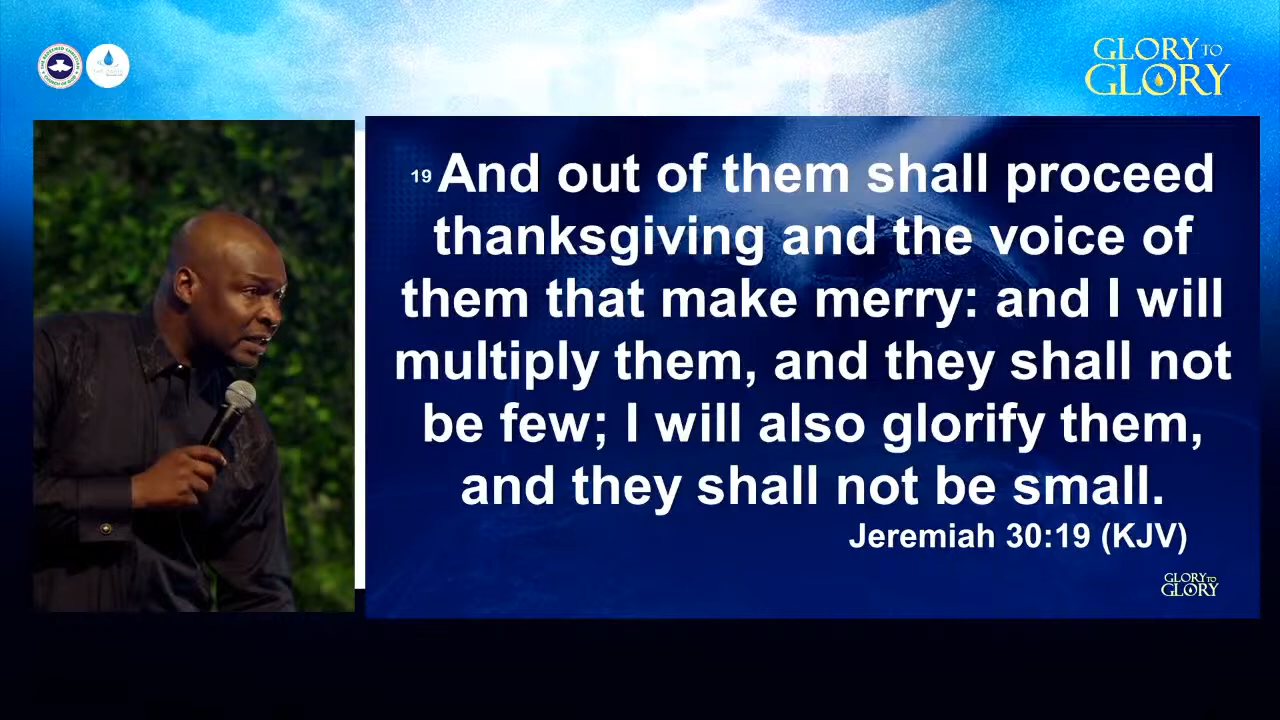 GLORY TO
GLORY
19 And out of them shall proceed
thanksgiving and the voice of
them that make merry: and I will
multiply them, and they shall not
be few; I will also glorify them,
and they shall not be small.
Jeremiah 30:19 (KJV)
GLORY TO
GLORY